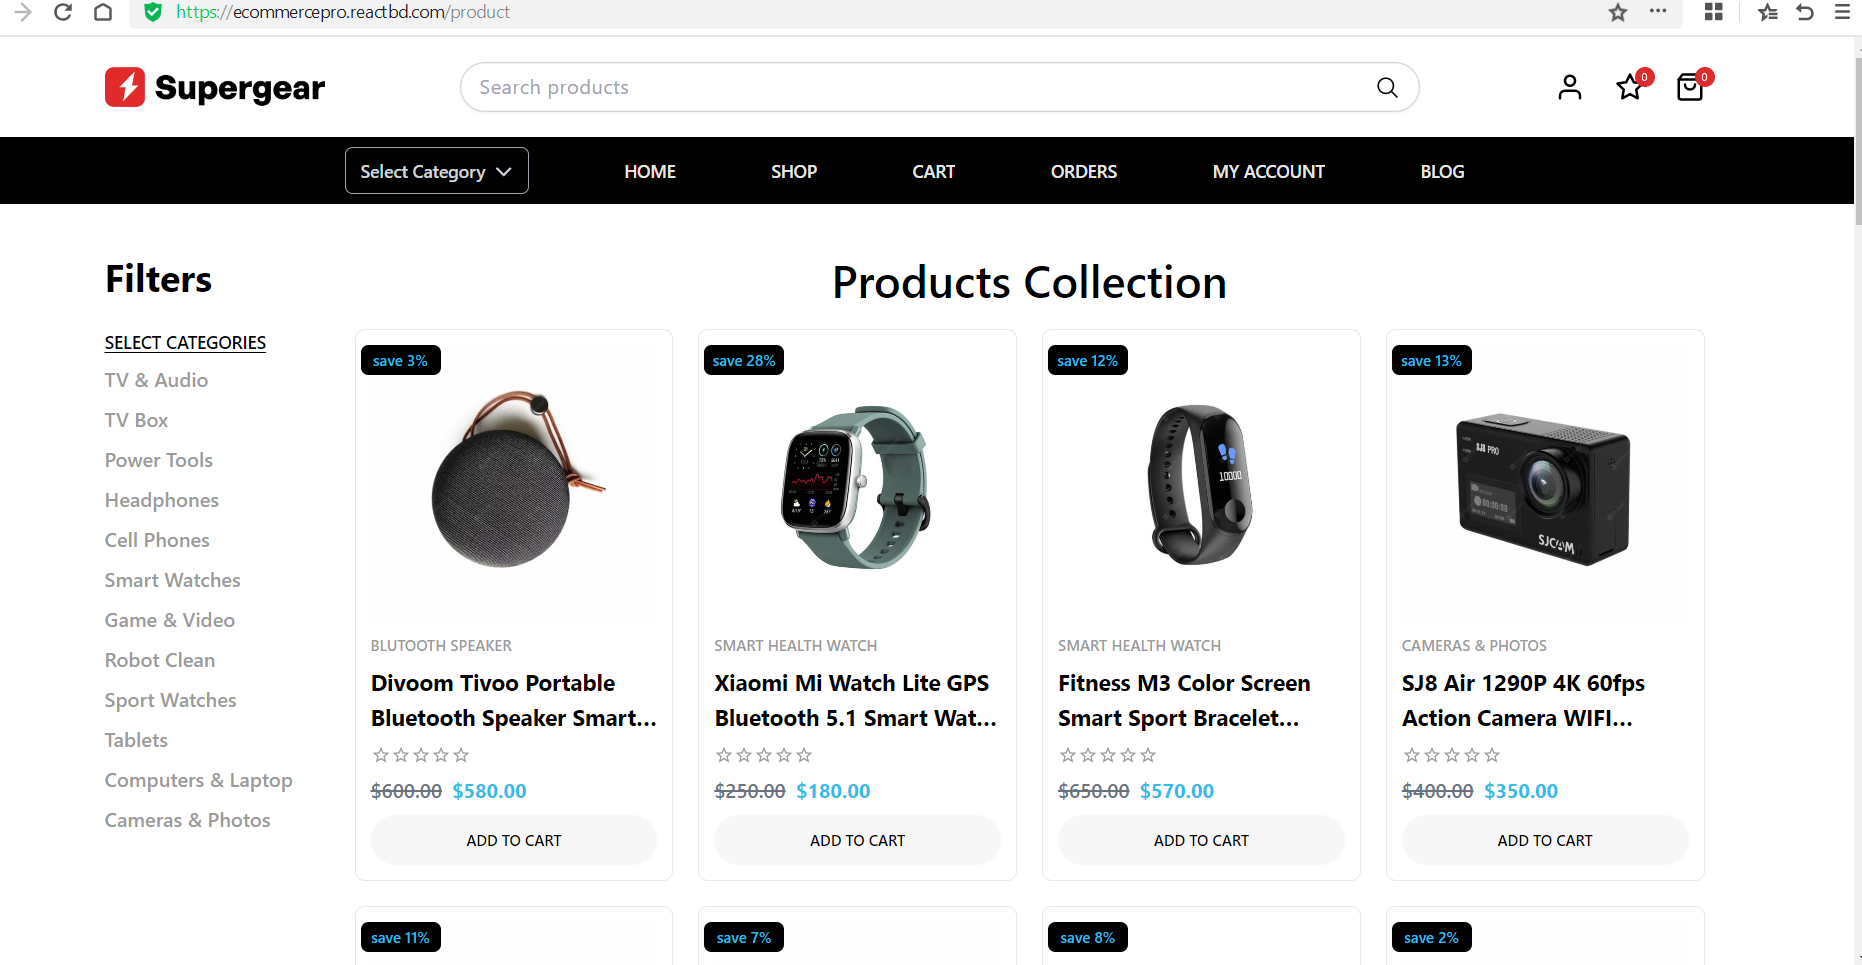 https://ecommercepro.reactbd.com/product
Supergear
Search products
0
0
Select Category
HOME
SHOP
CART
ORDERS
MY ACCOUNT
BLOG
Filters
SELECT CATEGORIES
TV & Audio
TV Box
Power Tools
Headphones
Cell Phones
Smart Watches
Game & Video
Robot Clean
Sport Watches
Tablets
Computers & Laptop
Cameras & Photos
Products Collection
save 3%
BLUTOOTH SPEAKER
Divoom Tivoo Portable
Bluetooth Speaker Smart...
$600.00 $580.00
ADD TO CART
save 28%
SMART HEALTH WATCH
Xiaomi Mi Watch Lite GPS
Bluetooth 5.1 Smart Wat...
$250.00 $180.00
ADD TO CART
save 12%
10000
SMART HEALTH WATCH
Fitness M3 Color Screen
Smart Sport Bracelet...
$650.00 $570.00
ADD TO CART
save 13%
SJ8 PRO
SJCAM
CAMERAS & PHOTOS
SJ8 Air 1290P 4K 60fps
Action Camera WIFI...
$400.00 $350.00
ADD TO CART
save 11%
save 7%
save 8%
save 2%